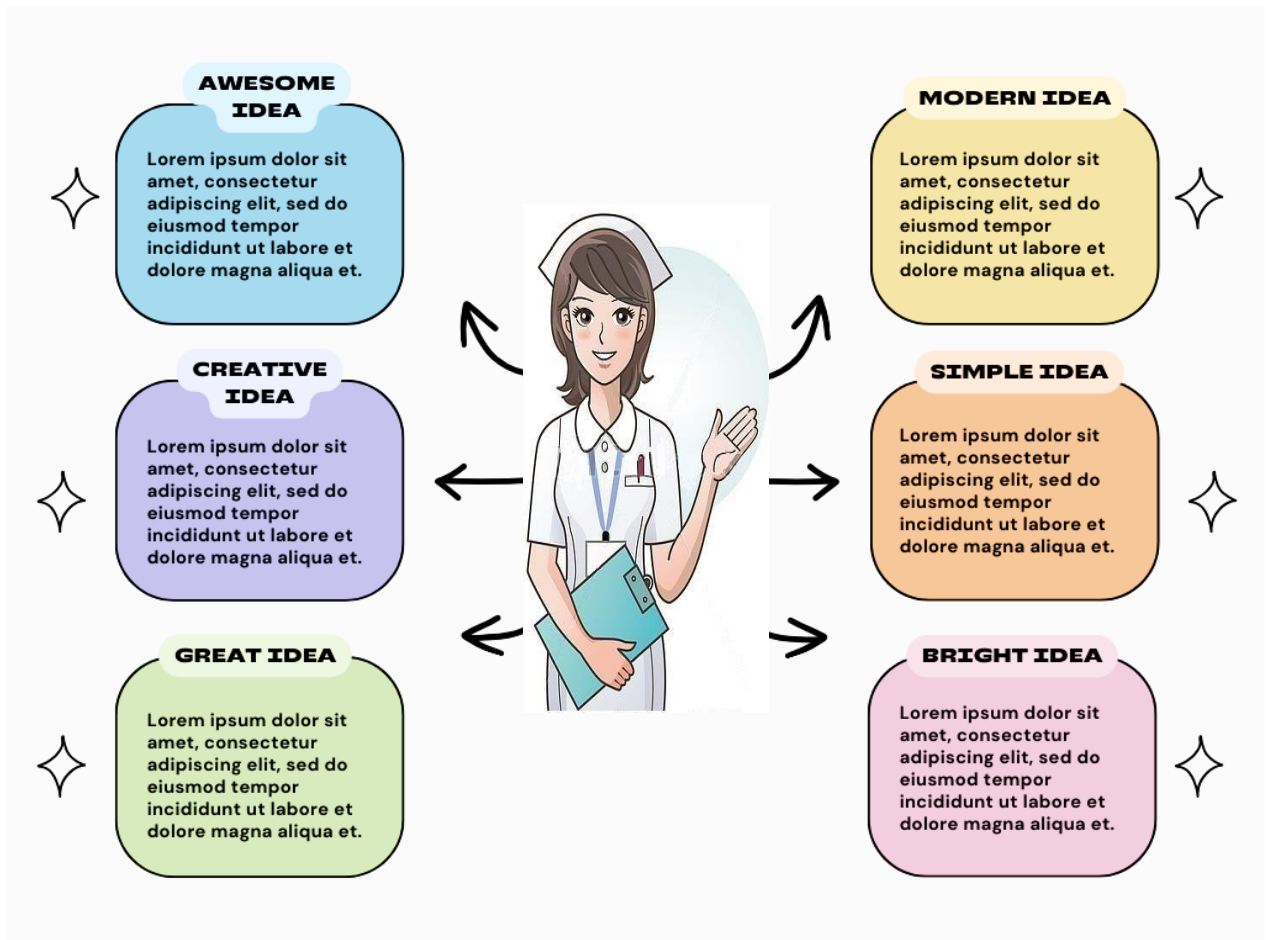 AWESOME
IDEA
Lorem ipsum dolor sit
amet, consectetur
adipiscing elit, sed do
eiusmod tempor
incididunt ut labore et
dolore magna aliqua et.
CREATIVE
IDEA
Lorem ipsum dolor sit
amet, consectetur
adipiscing elit, sed do
eiusmod tempor
incididunt ut labore et
dolore magna aliqua et.
GREAT IDEA
Lorem ipsum dolor sit
amet, consectetur
adipiscing elit, sed do
eiusmod tempor
incididunt ut labore et
dolore magna aliqua et.
MODERN IDEA
Lorem ipsum dolor sit
amet, consectetur
adipiscing elit, sed do
eiusmod tempor
incididunt ut labore et
dolore magna aliqua et.
SIMPLE IDEA
Lorem ipsum dolor sit
amet, consectetur
adipiscing elit, sed do
eiusmod tempor
incididunt ut labore et
dolore magna aliqua et.
BRIGHT IDEA
Lorem ipsum dolor sit
amet, consectetur
adipiscing elit, sed do
eiusmod tempor
incididunt ut labore et
dolore magna aliqua et.